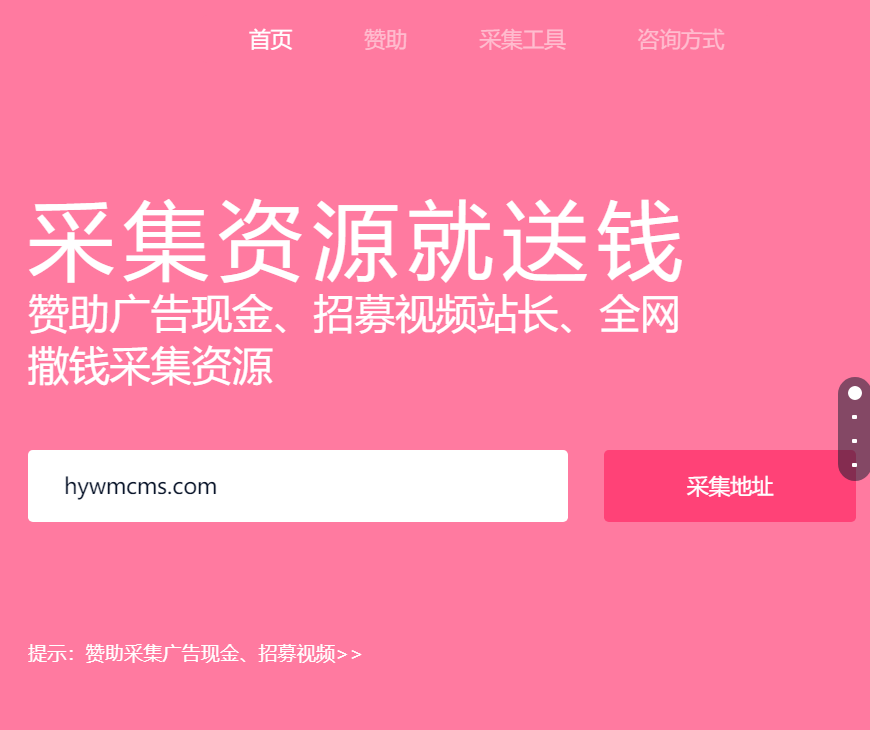 首页 赞助 采集工具 咨询方式
采集资源就送钱
赞助广告现金、招募视频站长、全网
撒钱采集资源
hywmcms.com
采集地址
提示：赞助采集广告现金、招募视频>>